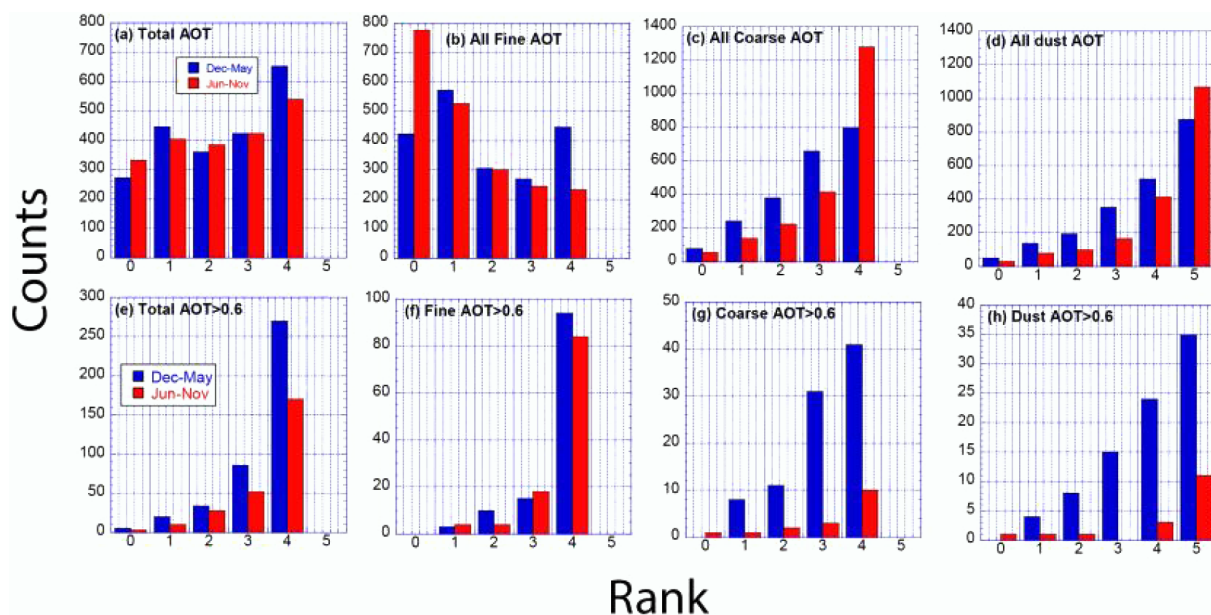 (a) Total AOT
Dec-May
Jun-Nov
800
700
600
500
400
300
200
100
0
0 1 2 3 4 5
(b) All Fine AOT
800
700
600
500
400
300
200
100
0
0 1 2 3 4 5
(c) All Coarse AOT
1400
1200
1000
800
600
400
200
0
0 1 2 3 4 5
(d) All dust AOT
1400
1200
1000
800
600
400
200
0
0 1 2 3 4 5
Counts
(e) Total AOT>0.6
Dec-May
Jun-Nov
300
250
200
150
100
50
0
0 1 2 3 4 5
(f) Fine AOT>0.6
100
80
60
40
20
0
0 1 2 3 4 5
(g) Coarse AOT>0.6
50
40
30
20
10
0
0 1 2 3 4 5
(h) Dust AOT>0.6
40
35
30
25
20
15
10
5
0
0 1 2 3 4 5
Rank